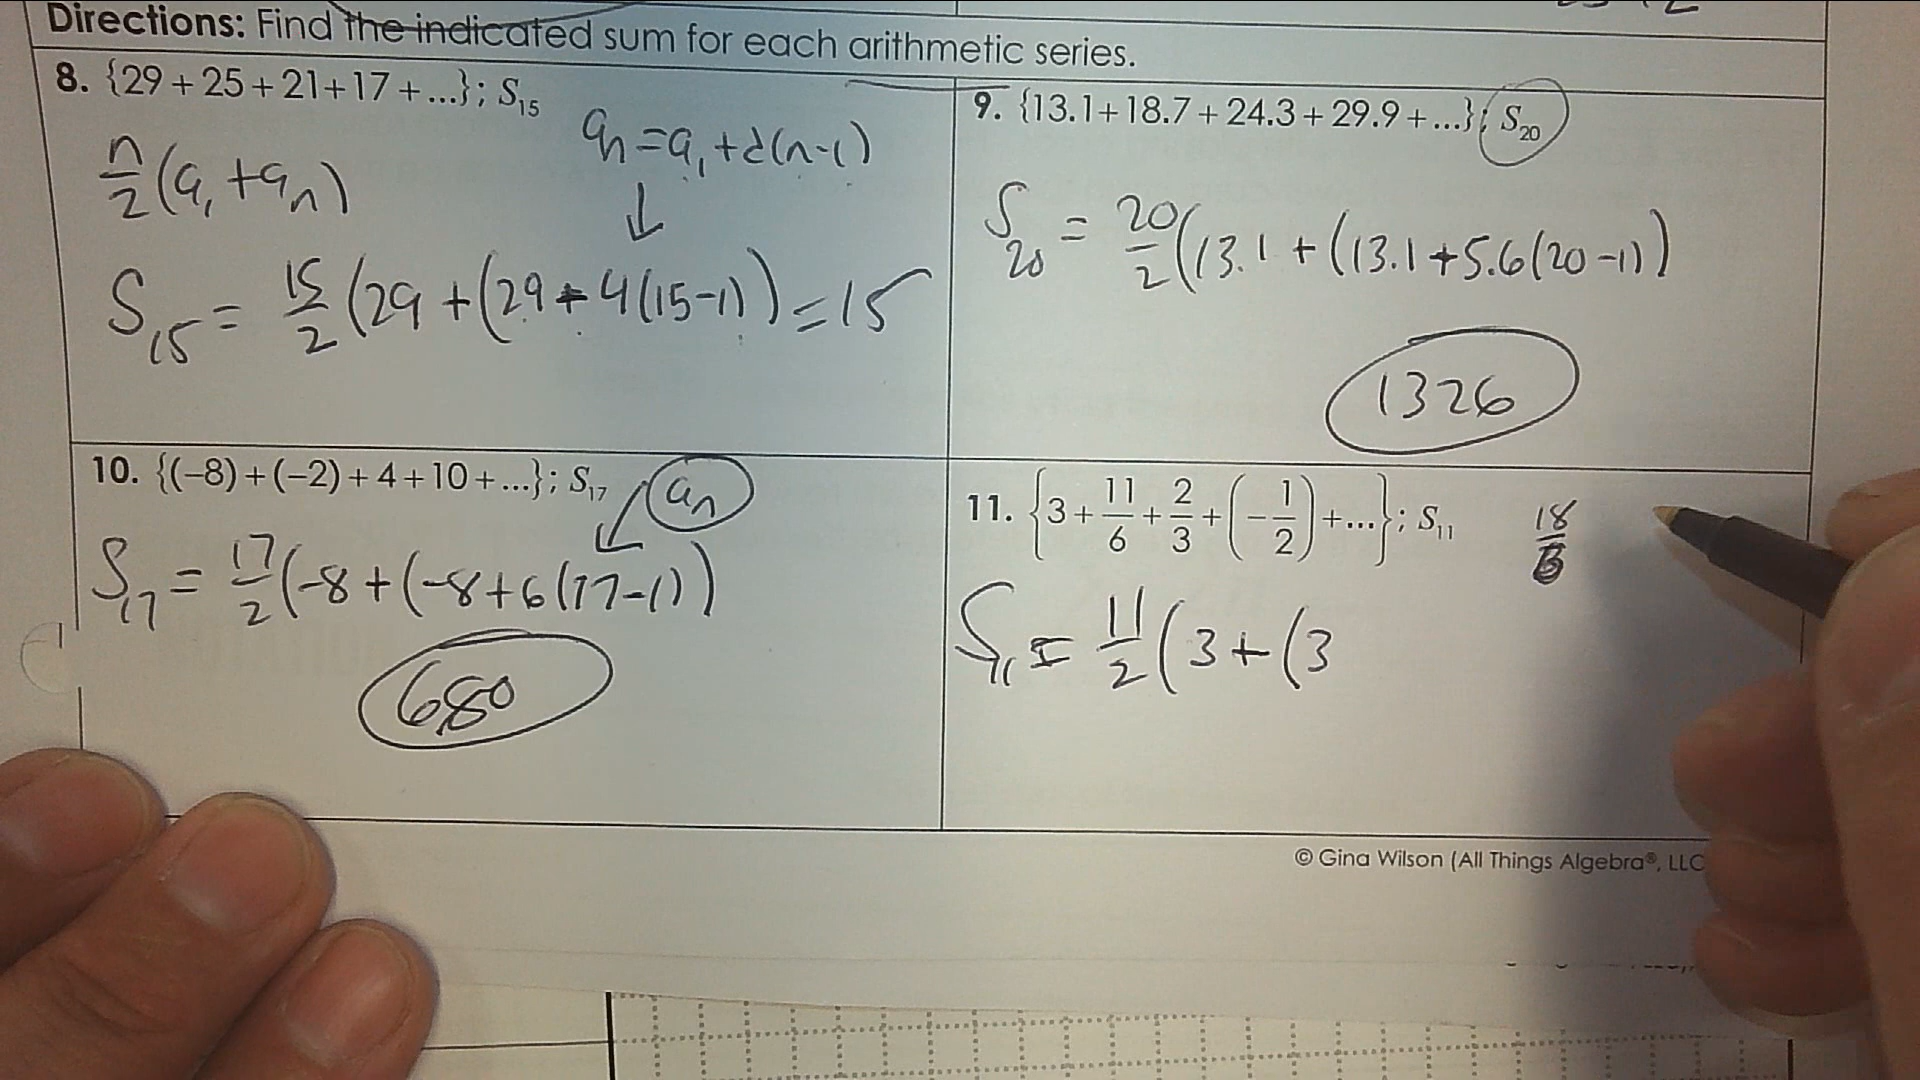 Directions: Find the indicated sum for each arithmetic series.
8. {29 + 25 + 21+17 + ...}; S₁₅
aₙ = a₁ + d(n-1)
n/2 (a₁ + aₙ)
↓
S₁₅ = 15/2 (29 + (29 - 4(15-1)) = 15
9. {13.1+18.7 + 24.3 + 29.9 + ...}; S₂₀
S₂₀ = 20/2 (13.1 + (13.1 + 5.6(20-1))
1326
10. {(−8) + (−2) + 4 + 10 + ...}; S₁₇
aₙ
S₁₇ = 17/2 (-8 + (-8 + 6(17-1))
680
11. {3 + 11/6 + 2/3 + (−1/2) + ...}; S₁₁
18/6
S₁₁ = 11/2 (3 + (3
© Gina Wilson (All Things Algebra®, LLC